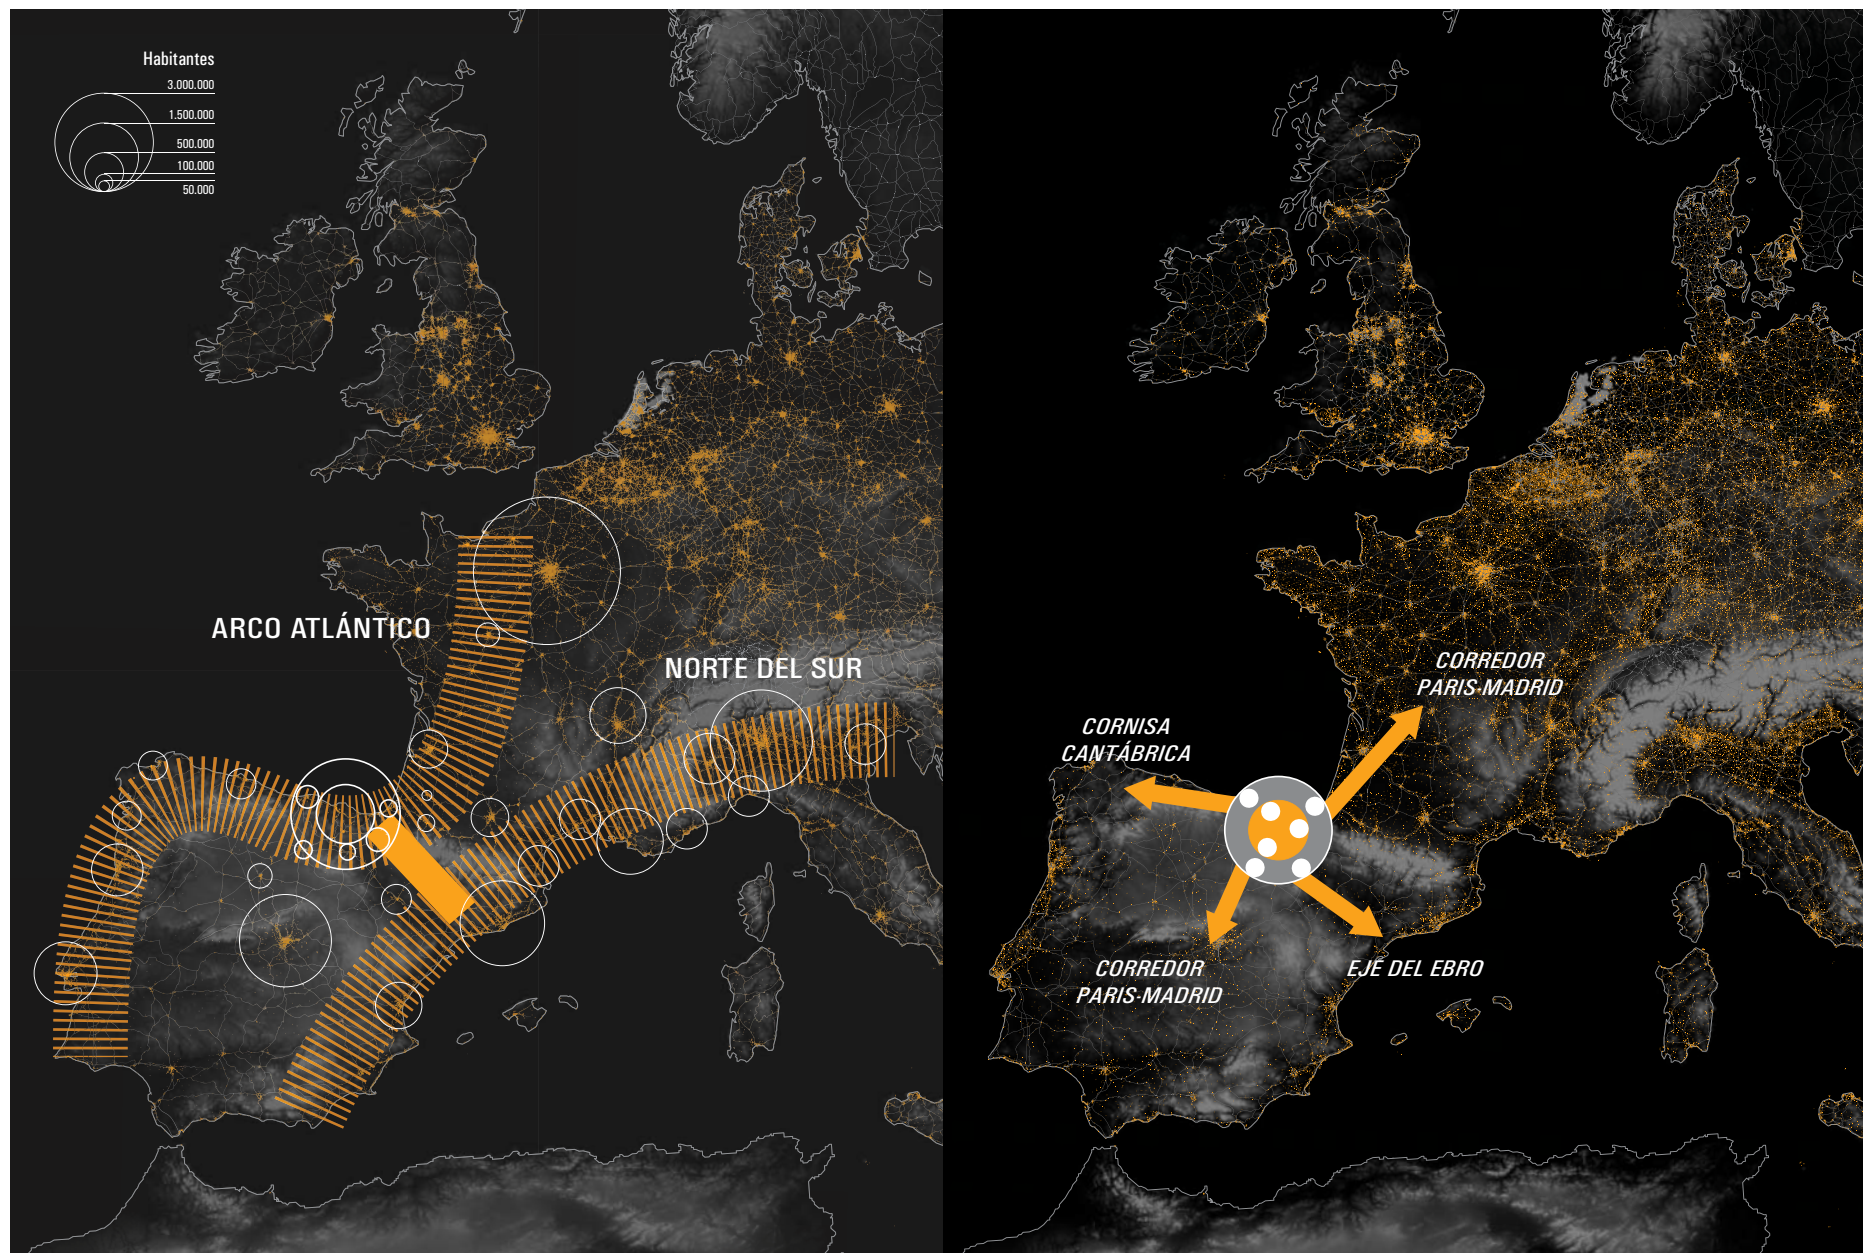 Habitantes
3.000.000
1.500.000
500.000
100.000
50.000
ARCO ATLÁNTICO
NORTE DEL SUR
CORREDOR
PARIS-MADRID
CORNISA
CANTÁBRICA
CORREDOR
PARIS-MADRID
EJE DEL EBRO